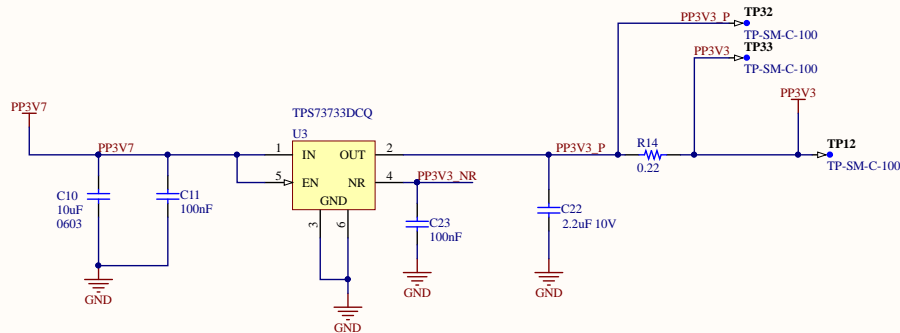 PP3V3_P
TP32
TP-SM-C-100
PP3V3
TP33
TP-SM-C-100
PP3V7
TPS73733DCQ
U3
PP3V3
PP3V7
1
IN
OUT
2
PP3V3_P
R14
0.22
TP12
TP-SM-C-100
5
EN
NR
4
PP3V3_NR
GND
3
6
C10
10uF
0603
C11
100nF
C23
100nF
C22
2.2uF 10V
GND
GND
GND
GND